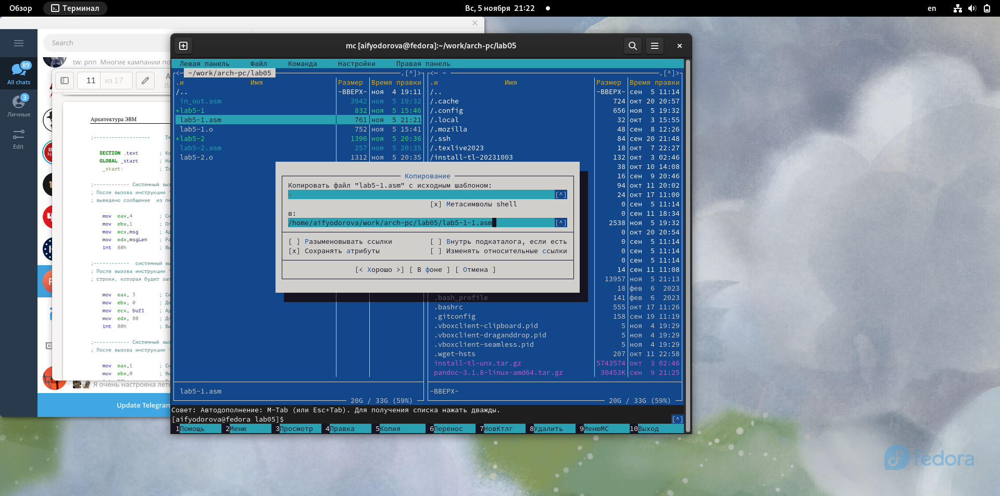 Обзор
Терминал
Вс, 5 ноября 21:22
en
Search
89
All chats
3
Личные
Edit
tw: рпп Многие кампании по
11 из 17
Архитектура ЭВМ
;-------------------
SECTION .text ;
GLOBAL _start ;
_start: ;
;------------ Системный выз
; После вызова инструкции
; выведено сообщение из пе
mov eax,4 ;
mov ebx,1 ;
mov ecx,msg ;
mov edx,msgLen ;
int 80h ;
;------------ системный вы
; После вызова инструкции
; строки, которая будет зап
mov eax, 3 ;
mov ebx, 0 ;
mov ecx, buf1 ;
mov edx, 80 ;
int 80h ;
;------------ Системный выз
; После вызова инструкции
mov eax,1 ;
mov ebx,0 ;
Я очень настроена лете
Update Telegram
mc [aifyodorova@fedora]:~/work/arch-pc/lab05
Левая панель Файл Команда Настройки Правая панель
<─ ~/work/arch-pc/lab05 .[^]>
.и Имя Размер Время правки
/.. -ВВЕРХ- ноя 4 19:11
in_out.asm 3942 ноя 5 19:32
*lab5-1 832 ноя 5 15:46
lab5-1.asm 761 ноя 5 21:21
lab5-1.o 752 ноя 5 15:41
*lab5-2 1396 ноя 5 20:36
lab5-2.asm 257 ноя 5 20:35
lab5-2.o 1312 ноя 5 20:35
lab5-1.asm
20G / 33G (59%)
<─ ~ .[^]>
.и Имя Размер Время правки
/.. -ВВЕРХ- сен 5 11:14
/.cache 724 окт 20 20:57
/.config 656 ноя 5 19:32
/.local 32 окт 3 15:55
/.mozilla 48 сен 8 12:26
/.ssh 84 сен 20 21:48
/.texlive2023 18 окт 7 22:27
/install-tl-20231003 132 окт 3 02:46
38 окт 10 14:08
16 сен 9 20:46
94 окт 11 20:02
24 окт 17 11:00
0 сен 5 11:14
0 сен 11 18:34
2538 ноя 5 19:32
0 окт 20 20:54
0 сен 5 11:14
0 сен 5 11:14
0 сен 5 11:14
14 сен 11 11:08
13957 ноя 5 21:13
18 фев 6 2023
.bash_profile 141 фев 6 2023
.bashrc 555 окт 17 11:26
.gitconfig 158 сен 19 11:19
.vboxclient-clipboard.pid 5 ноя 4 19:29
.vboxclient-draganddrop.pid 5 ноя 4 19:29
.vboxclient-seamless.pid 5 ноя 4 19:29
.wget-hsts 207 окт 11 22:58
install-tl-unx.tar.gz 5743574 окт 3 02:46
pandoc-3.1.8-linux-amd64.tar.gz 30453K сен 9 21:25
-ВВЕРХ-
20G / 33G (59%)
Копирование
Копировать файл "lab5-1.asm" с исходным шаблоном:
* [^]
[x] Метасимволы shell
в:
/home/aifyodorova/work/arch-pc/lab05/lab5-1-1.asm [^]
[ ] Разыменовывать ссылки [ ] Внутрь подкаталога, если есть
[x] Сохранять атрибуты [ ] Изменять относительные ссылки
[< Хорошо >] [ В фоне ] [ Отмена ]
Совет: Автодополнение: M-Tab (или Esc+Tab). Для получения списка нажать дважды.
[aifyodorova@fedora lab05]$ [^]
1Помощь 2Меню 3Просмотр 4Правка 5Копия 6Перенос 7НовКтлг 8Удалить 9МенюМС 10Выход
fedora